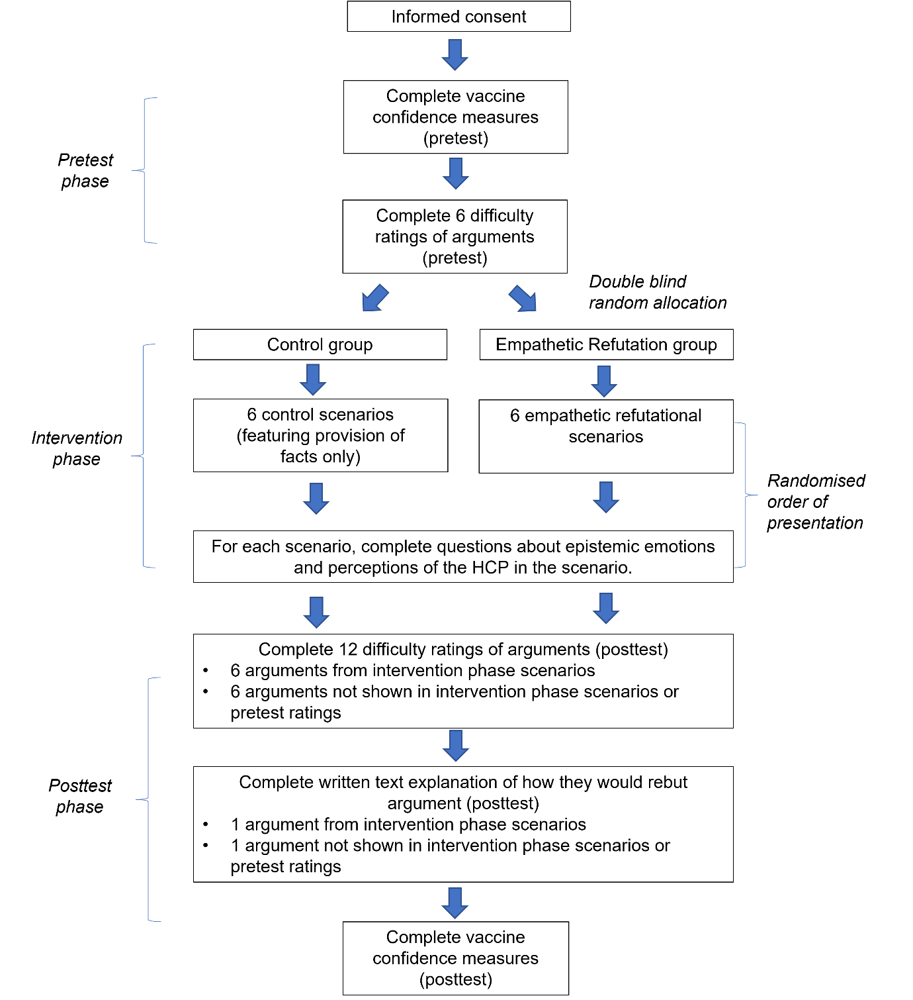 Informed consent
Complete vaccine
confidence measures
(pretest)
Pretest
phase
Complete 6 difficulty
ratings of arguments
(pretest)
Double blind
random allocation
Control group
Empathetic Refutation group
6 control scenarios
(featuring provision of
facts only)
6 empathetic refutational
scenarios
Intervention
phase
Randomised
order of
presentation
For each scenario, complete questions about epistemic emotions
and perceptions of the HCP in the scenario.
Complete 12 difficulty ratings of arguments (posttest)
• 6 arguments from intervention phase scenarios
• 6 arguments not shown in intervention phase scenarios or
pretest ratings
Posttest
phase
Complete written text explanation of how they would rebut
argument (posttest)
• 1 argument from intervention phase scenarios
• 1 argument not shown in intervention phase scenarios or
pretest ratings
Complete vaccine
confidence measures
(posttest)